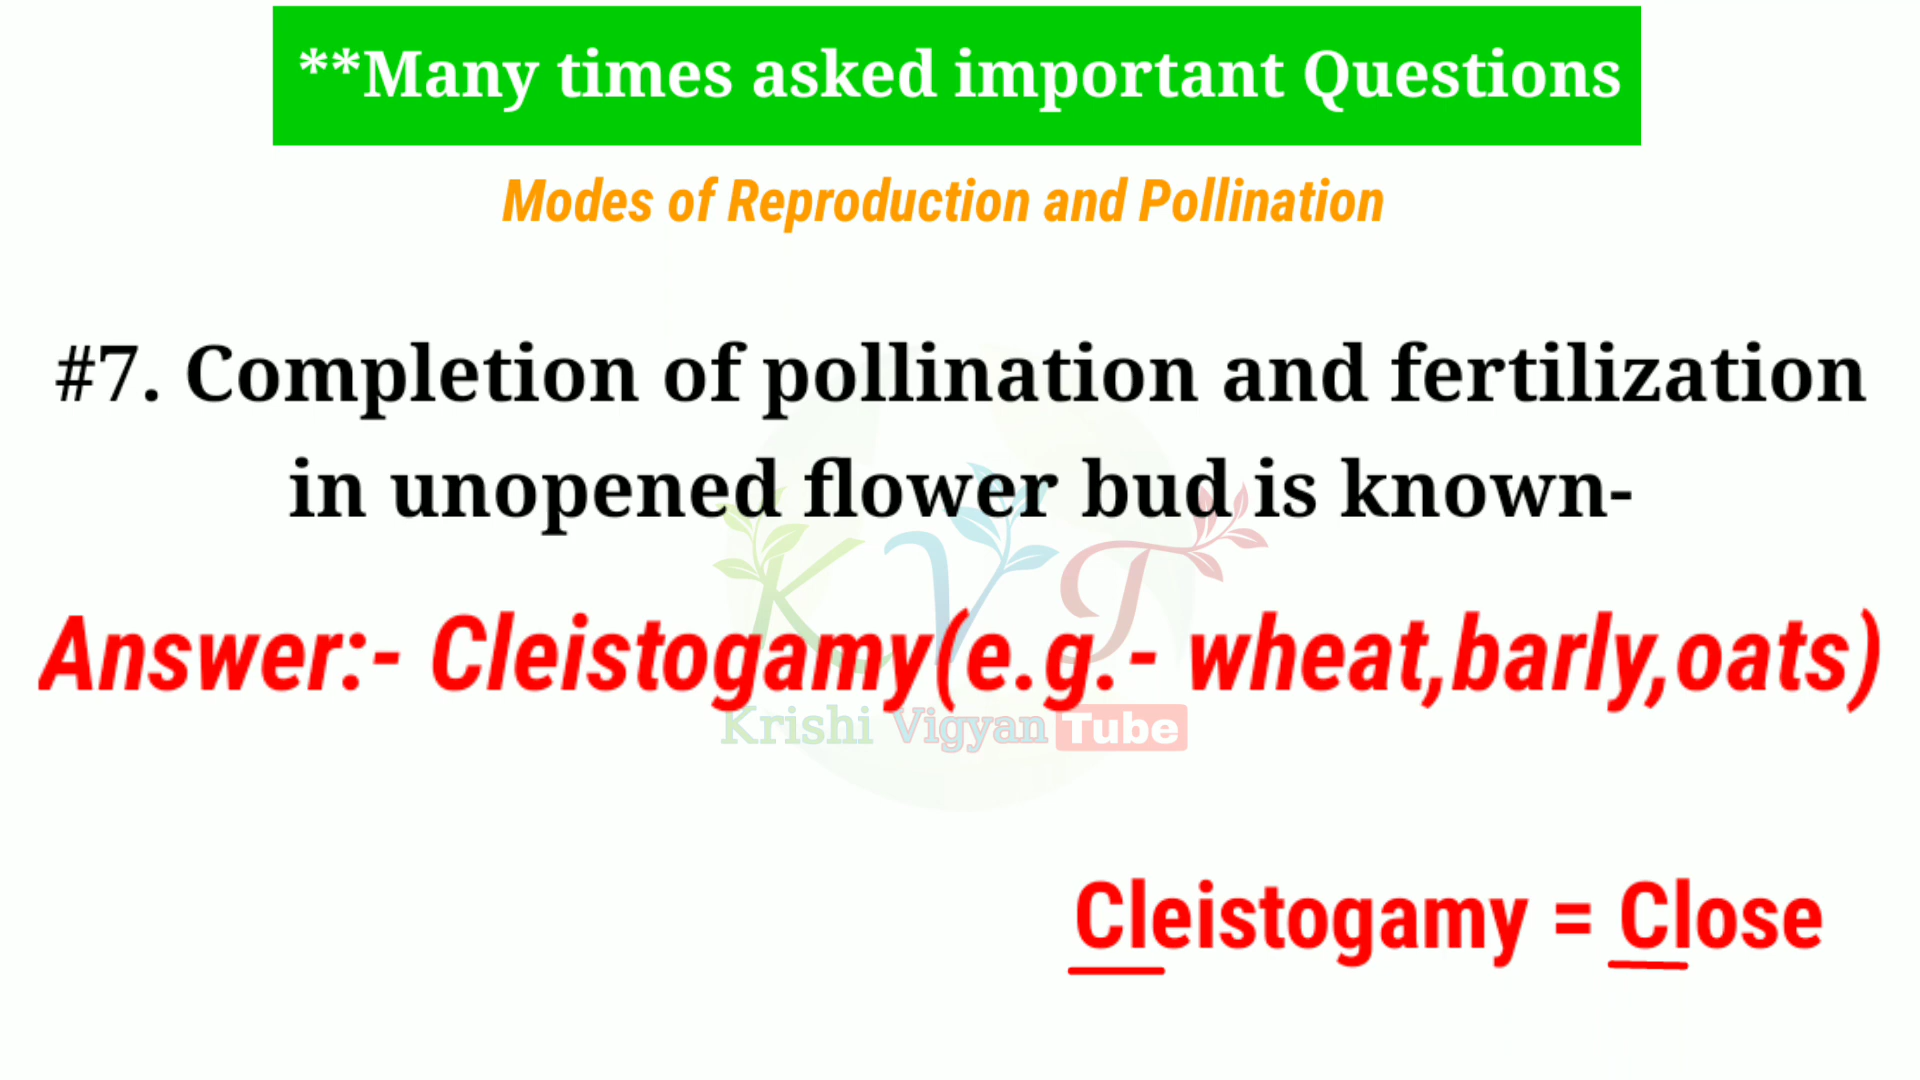 **Many times asked important Questions
Modes of Reproduction and Pollination
#7. Completion of pollination and fertilization
in unopened flower bud is known-
KVT
Answer:- Cleistogamy(e.g.- wheat,barly,oats)
Krishi Vigyan Tube
Cleistogamy = Close